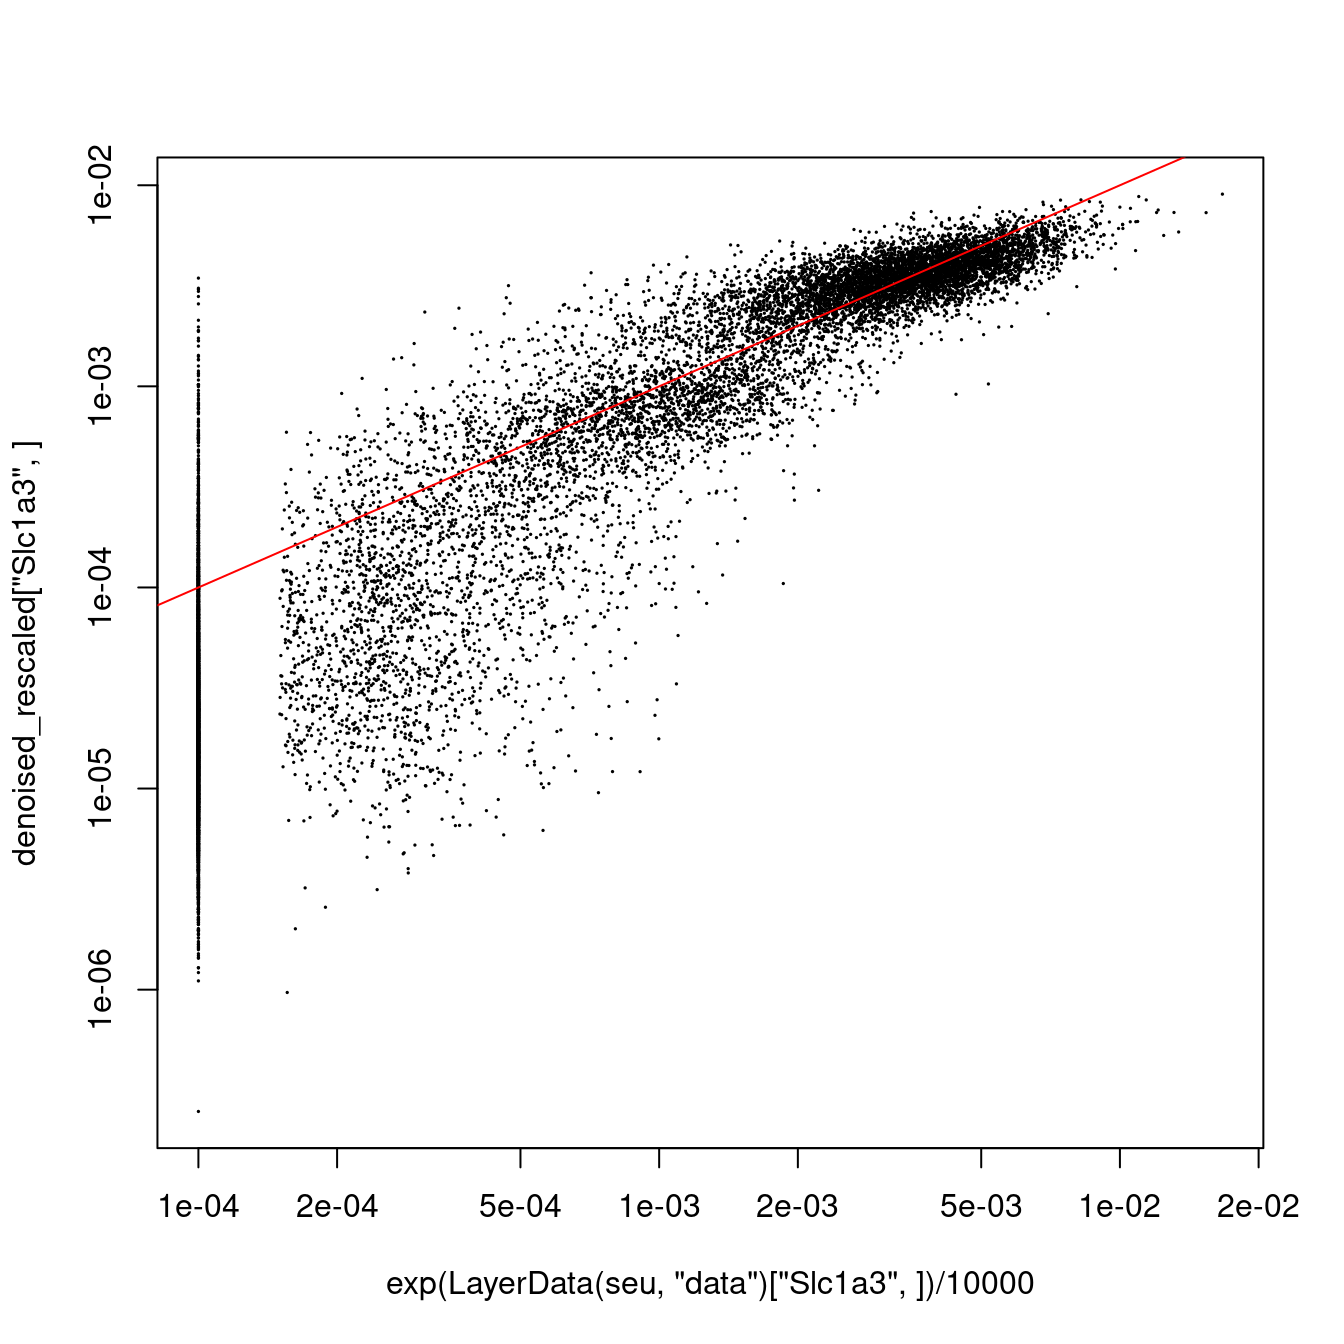 1e-02
1e-03
1e-04
1e-05
1e-06
denoised_rescaled["Slc1a3", ]
1e-04 2e-04 5e-04 1e-03 2e-03 5e-03 1e-02 2e-02
exp(LayerData(seu, "data")["Slc1a3", ])/10000